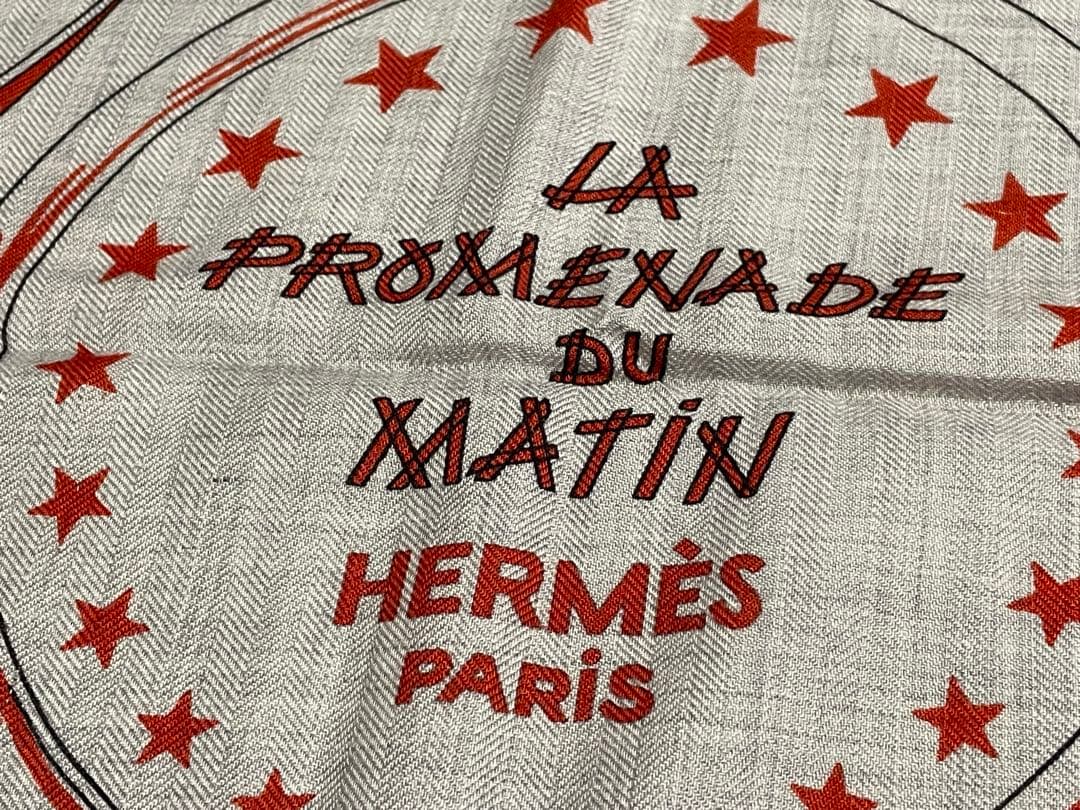 LA
PROMENADE
DU
MATiN
HERMÈS
PARiS